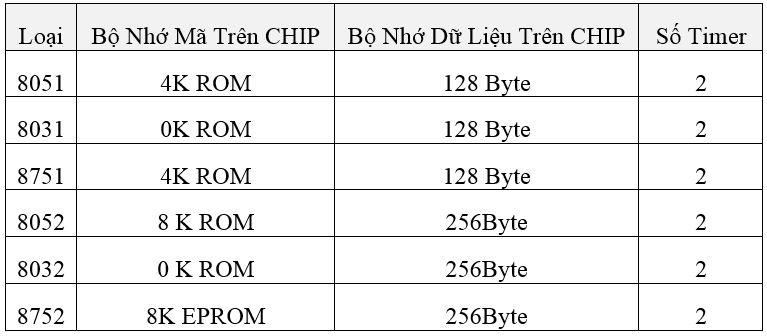 Loại Bộ Nhớ Mã Trên CHIP Bộ Nhớ Dữ Liệu Trên CHIP Số Timer
8051 4K ROM 128 Byte 2
8031 0K ROM 128 Byte 2
8751 4K ROM 128 Byte 2
8052 8 K ROM 256Byte 2
8032 0 K ROM 256Byte 2
8752 8K EPROM 256Byte 2